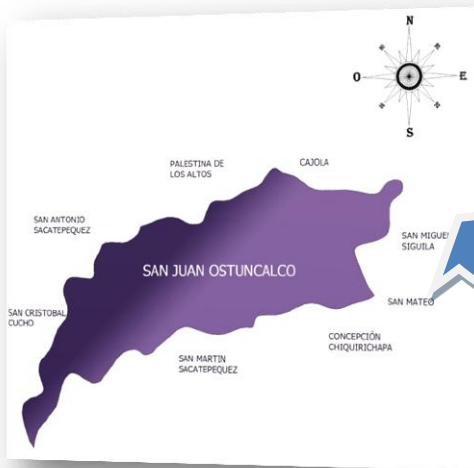 N
O
E
S
PALESTINA DE
LOS ALTOS
CAJOLA
SAN ANTONIO
SACATEPEQUEZ
SAN MIGUEL
SIGUILA
SAN JUAN OSTUNCALCO
SAN CRISTOBAL
CUCHO
SAN MATEO
CONCEPCIÓN
CHIQUIRICHAPA
SAN MARTIN
SACATEPEQUEZ